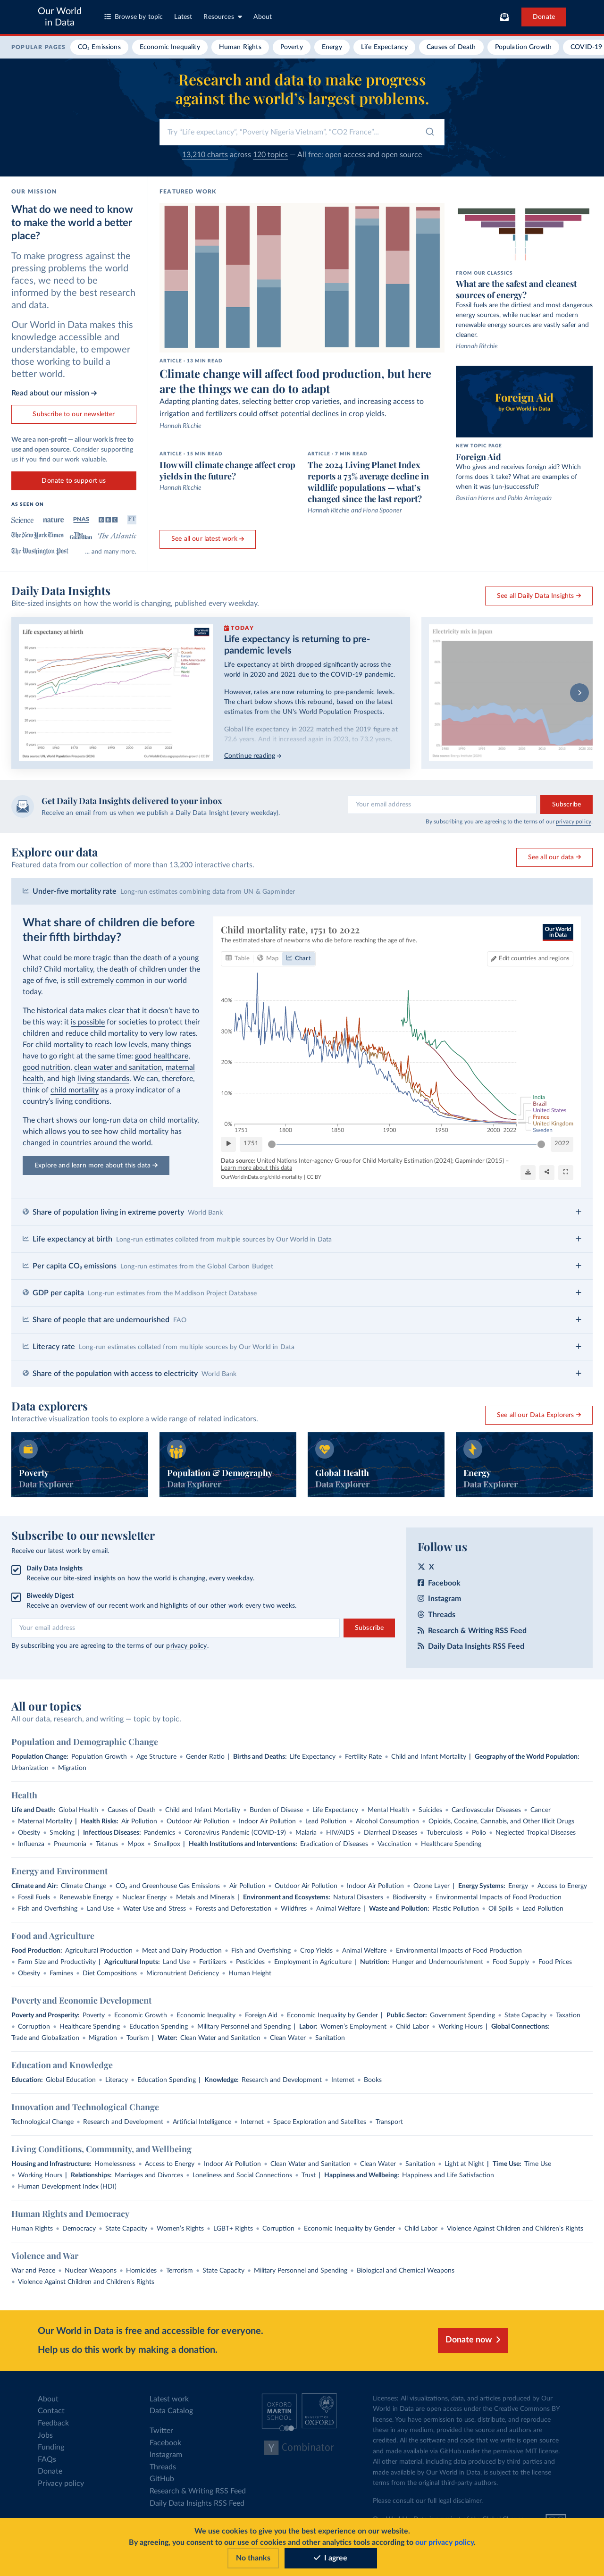 Our World
in Data
Browse by topic
Latest
Resources
About
Donate
POPULAR PAGES
CO₂ Emissions
Economic Inequality
Human Rights
Poverty
Energy
Life Expectancy
Causes of Death
Population Growth
COVID-19
Research and data to make progress
against the world's largest problems.
Try "Life expectancy", "Poverty Nigeria Vietnam", "CO2 France"...
13,210 charts across 120 topics — All free: open access and open source
OUR MISSION
What do we need to know
to make the world a better
place?
To make progress against the
pressing problems the world
faces, we need to be
informed by the best research
and data.
Our World in Data makes this
knowledge accessible and
understandable, to empower
those working to build a
better world.
Read about our mission →
Subscribe to our newsletter
We are a non-profit — all our work is free to
use and open source. Consider supporting
us if you find our work valuable.
Donate to support us
AS SEEN ON
Science
nature
PNAS
BBC
FT
The New York Times
The Guardian
The Atlantic
The Washington Post
... and many more.
FEATURED WORK
ARTICLE · 13 MIN READ
Climate change will affect food production, but here
are the things we can do to adapt
Adapting planting dates, selecting better crop varieties, and increasing access to
irrigation and fertilizers could offset potential declines in crop yields.
Hannah Ritchie
ARTICLE · 15 MIN READ
How will climate change affect crop
yields in the future?
Hannah Ritchie
ARTICLE · 7 MIN READ
The 2024 Living Planet Index
reports a 73% average decline in
wildlife populations — what's
changed since the last report?
Hannah Ritchie and Fiona Spooner
See all our latest work →
FROM OUR CLASSICS
What are the safest and cleanest
sources of energy?
Fossil fuels are the dirtiest and most dangerous
energy sources, while nuclear and modern
renewable energy sources are vastly safer and
cleaner.
Hannah Ritchie
Foreign Aid
by Our World in Data
NEW TOPIC PAGE
Foreign Aid
Who gives and receives foreign aid? Which
forms does it take? What are examples of
when it was (un-)successful?
Bastian Herre and Pablo Arriagada
Daily Data Insights
Bite-sized insights on how the world is changing, published every weekday.
See all Daily Data Insights →
Life expectancy at birth
TODAY
Life expectancy is returning to pre-
pandemic levels
Life expectancy at birth dropped significantly across the
world in 2020 and 2021 due to the COVID-19 pandemic.
However, rates are now returning to pre-pandemic levels.
The chart below shows this rebound, based on the latest
estimates from the UN's World Population Prospects.
Global life expectancy in 2022 matched the 2019 figure at
72.6 years. And it increased again in 2023, to 73.2 years.
Continue reading →
Electricity mix in Japan
Get Daily Data Insights delivered to your inbox
Receive an email from us when we publish a Daily Data Insight (every weekday).
Your email address
Subscribe
By subscribing you are agreeing to the terms of our privacy policy.
Explore our data
Featured data from our collection of more than 13,200 interactive charts.
See all our data →
Under-five mortality rate Long-run estimates combining data from UN & Gapminder
What share of children die before
their fifth birthday?
What could be more tragic than the death of a young
child? Child mortality, the death of children under the
age of five, is still extremely common in our world
today.
The historical data makes clear that it doesn't have to
be this way: it is possible for societies to protect their
children and reduce child mortality to very low rates.
For child mortality to reach low levels, many things
have to go right at the same time: good healthcare,
good nutrition, clean water and sanitation, maternal
health, and high living standards. We can, therefore,
think of child mortality as a proxy indicator of a
country's living conditions.
The chart shows our long-run data on child mortality,
which allows you to see how child mortality has
changed in countries around the world.
Explore and learn more about this data →
Child mortality rate, 1751 to 2022
The estimated share of newborns who die before reaching the age of five.
Our World
in Data
Table
Map
Chart
Edit countries and regions
40%
30%
20%
10%
0%
1751
1800
1850
1900
1950
2000
2022
India
Brazil
United States
France
United Kingdom
Sweden
1751
2022
Data source: United Nations Inter-agency Group for Child Mortality Estimation (2024); Gapminder (2015) –
Learn more about this data
OurWorldinData.org/child-mortality | CC BY
Share of population living in extreme poverty World Bank
Life expectancy at birth Long-run estimates collated from multiple sources by Our World in Data
Per capita CO₂ emissions Long-run estimates from the Global Carbon Budget
GDP per capita Long-run estimates from the Maddison Project Database
Share of people that are undernourished FAO
Literacy rate Long-run estimates collated from multiple sources by Our World in Data
Share of the population with access to electricity World Bank
Data explorers
Interactive visualization tools to explore a wide range of related indicators.
See all our Data Explorers →
Poverty
Data Explorer
Population & Demography
Data Explorer
Global Health
Data Explorer
Energy
Data Explorer
Subscribe to our newsletter
Receive our latest work by email.
Daily Data Insights
Receive our bite-sized insights on how the world is changing, every weekday.
Biweekly Digest
Receive an overview of our recent work and highlights of our other work every two weeks.
Your email address
Subscribe
By subscribing you are agreeing to the terms of our privacy policy.
Follow us
X
Facebook
Instagram
Threads
Research & Writing RSS Feed
Daily Data Insights RSS Feed
All our topics
All our data, research, and writing — topic by topic.
Population and Demographic Change
Population Change: Population Growth • Age Structure • Gender Ratio | Births and Deaths: Life Expectancy • Fertility Rate • Child and Infant Mortality | Geography of the World Population:
Urbanization • Migration
Health
Life and Death: Global Health • Causes of Death • Child and Infant Mortality • Burden of Disease • Life Expectancy • Mental Health • Suicides • Cardiovascular Diseases • Cancer
• Maternal Mortality | Health Risks: Air Pollution • Outdoor Air Pollution • Indoor Air Pollution • Lead Pollution • Alcohol Consumption • Opioids, Cocaine, Cannabis, and Other Illicit Drugs
• Obesity • Smoking | Infectious Diseases: Pandemics • Coronavirus Pandemic (COVID-19) • Malaria • HIV/AIDS • Diarrheal Diseases • Tuberculosis • Polio • Neglected Tropical Diseases
• Influenza • Pneumonia • Tetanus • Mpox • Smallpox | Health Institutions and Interventions: Eradication of Diseases • Vaccination • Healthcare Spending
Energy and Environment
Climate and Air: Climate Change • CO₂ and Greenhouse Gas Emissions • Air Pollution • Outdoor Air Pollution • Indoor Air Pollution • Ozone Layer | Energy Systems: Energy • Access to Energy
• Fossil Fuels • Renewable Energy • Nuclear Energy • Metals and Minerals | Environment and Ecosystems: Natural Disasters • Biodiversity • Environmental Impacts of Food Production
• Fish and Overfishing • Land Use • Water Use and Stress • Forests and Deforestation • Wildfires • Animal Welfare | Waste and Pollution: Plastic Pollution • Oil Spills • Lead Pollution
Food and Agriculture
Food Production: Agricultural Production • Meat and Dairy Production • Fish and Overfishing • Crop Yields • Animal Welfare • Environmental Impacts of Food Production
• Farm Size and Productivity | Agricultural Inputs: Land Use • Fertilizers • Pesticides • Employment in Agriculture | Nutrition: Hunger and Undernourishment • Food Supply • Food Prices
• Obesity • Famines • Diet Compositions • Micronutrient Deficiency • Human Height
Poverty and Economic Development
Poverty and Prosperity: Poverty • Economic Growth • Economic Inequality • Foreign Aid • Economic Inequality by Gender | Public Sector: Government Spending • State Capacity • Taxation
• Corruption • Healthcare Spending • Education Spending • Military Personnel and Spending | Labor: Women's Employment • Child Labor • Working Hours | Global Connections:
Trade and Globalization • Migration • Tourism | Water: Clean Water and Sanitation • Clean Water • Sanitation
Education and Knowledge
Education: Global Education • Literacy • Education Spending | Knowledge: Research and Development • Internet • Books
Innovation and Technological Change
Technological Change • Research and Development • Artificial Intelligence • Internet • Space Exploration and Satellites • Transport
Living Conditions, Community, and Wellbeing
Housing and Infrastructure: Homelessness • Access to Energy • Indoor Air Pollution • Clean Water and Sanitation • Clean Water • Sanitation • Light at Night | Time Use: Time Use
• Working Hours | Relationships: Marriages and Divorces • Loneliness and Social Connections • Trust | Happiness and Wellbeing: Happiness and Life Satisfaction
• Human Development Index (HDI)
Human Rights and Democracy
Human Rights • Democracy • State Capacity • Women's Rights • LGBT+ Rights • Corruption • Economic Inequality by Gender • Child Labor • Violence Against Children and Children's Rights
Violence and War
War and Peace • Nuclear Weapons • Homicides • Terrorism • State Capacity • Military Personnel and Spending • Biological and Chemical Weapons
• Violence Against Children and Children's Rights
Our World in Data is free and accessible for everyone.
Help us do this work by making a donation.
Donate now
About
Contact
Feedback
Jobs
Funding
FAQs
Donate
Privacy policy
Latest work
Data Catalog
Twitter
Facebook
Instagram
Threads
GitHub
Research & Writing RSS Feed
Daily Data Insights RSS Feed
OXFORD
MARTIN
SCHOOL
UNIVERSITY OF
OXFORD
Y Combinator
Licenses: All visualizations, data, and articles produced by Our
World in Data are open access under the Creative Commons BY
license. You have permission to use, distribute, and reproduce
these in any medium, provided the source and authors are
credited. All the software and code that we write is open source
and made available via GitHub under the permissive MIT license.
All other material, including data produced by third parties and
made available by Our World in Data, is subject to the license
terms from the original third-party authors.
Please consult our full legal disclaimer.
We use cookies to give you the best experience on our website.
By agreeing, you consent to our use of cookies and other analytics tools according to our privacy policy.
No thanks
I agree